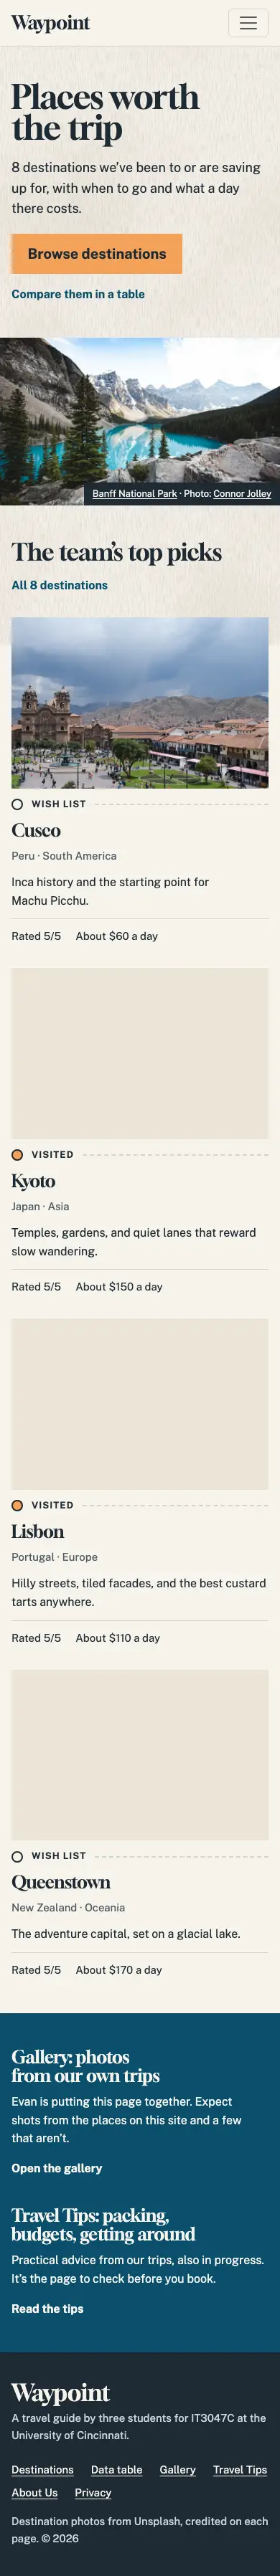 Waypoint
Places worth
the trip
8 destinations we’ve been to or are saving
up for, with when to go and what a day
there costs.
Browse destinations
Compare them in a table
Banff National Park · Photo: Connor Jolley
The team’s top picks
All 8 destinations
WISH LIST
Cusco
Peru · South America
Inca history and the starting point for
Machu Picchu.
Rated 5/5 About $60 a day
VISITED
Kyoto
Japan · Asia
Temples, gardens, and quiet lanes that reward
slow wandering.
Rated 5/5 About $150 a day
VISITED
Lisbon
Portugal · Europe
Hilly streets, tiled facades, and the best custard
tarts anywhere.
Rated 5/5 About $110 a day
WISH LIST
Queenstown
New Zealand · Oceania
The adventure capital, set on a glacial lake.
Rated 5/5 About $170 a day
Gallery: photos
from our own trips
Evan is putting this page together. Expect
shots from the places on this site and a few
that aren’t.
Open the gallery
Travel Tips: packing,
budgets, getting around
Practical advice from our trips, also in progress.
It’s the page to check before you book.
Read the tips
Waypoint
A travel guide by three students for IT3047C at the
University of Cincinnati.
Destinations Data table Gallery Travel Tips
About Us Privacy
Destination photos from Unsplash, credited on each
page. © 2026